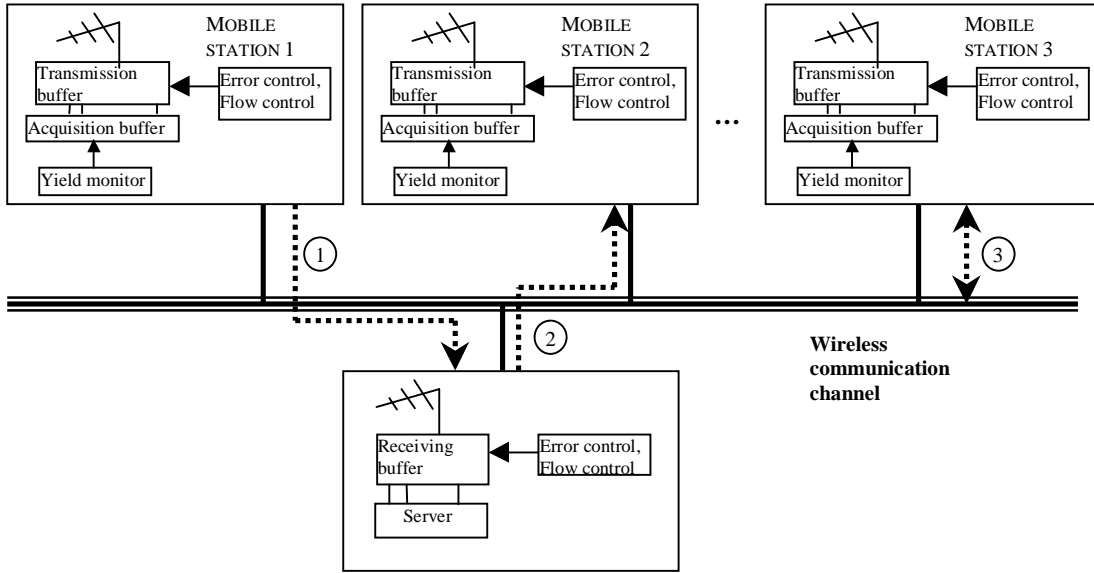 MOBILE
STATION 1
Transmission
buffer
Error control,
Flow control
Acquisition buffer
Yield monitor
MOBILE
STATION 2
Transmission
buffer
Error control,
Flow control
Acquisition buffer
Yield monitor
...
MOBILE
STATION 3
Transmission
buffer
Error control,
Flow control
Acquisition buffer
Yield monitor
1
2
3
Wireless
communication
channel
Receiving
buffer
Error control,
Flow control
Server